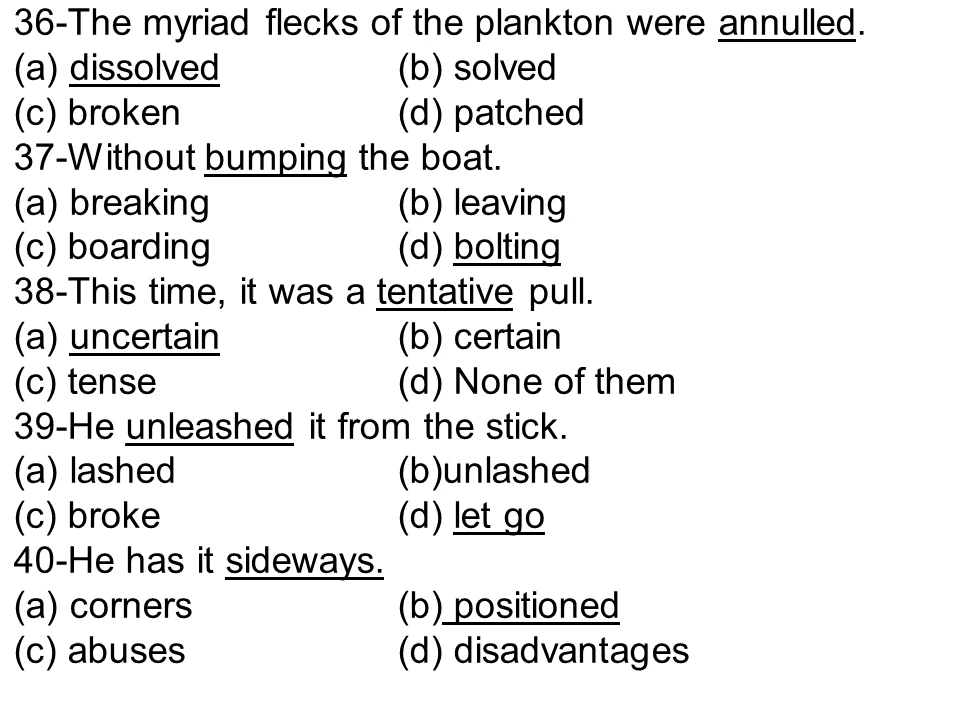 36-The myriad flecks of the plankton were annulled.
(a) dissolved (b) solved
(c) broken (d) patched
37-Without bumping the boat.
(a) breaking (b) leaving
(c) boarding (d) bolting
38-This time, it was a tentative pull.
(a) uncertain (b) certain
(c) tense (d) None of them
39-He unleashed it from the stick.
(a) lashed (b)unlashed
(c) broke (d) let go
40-He has it sideways.
(a) corners (b) positioned
(c) abuses (d) disadvantages